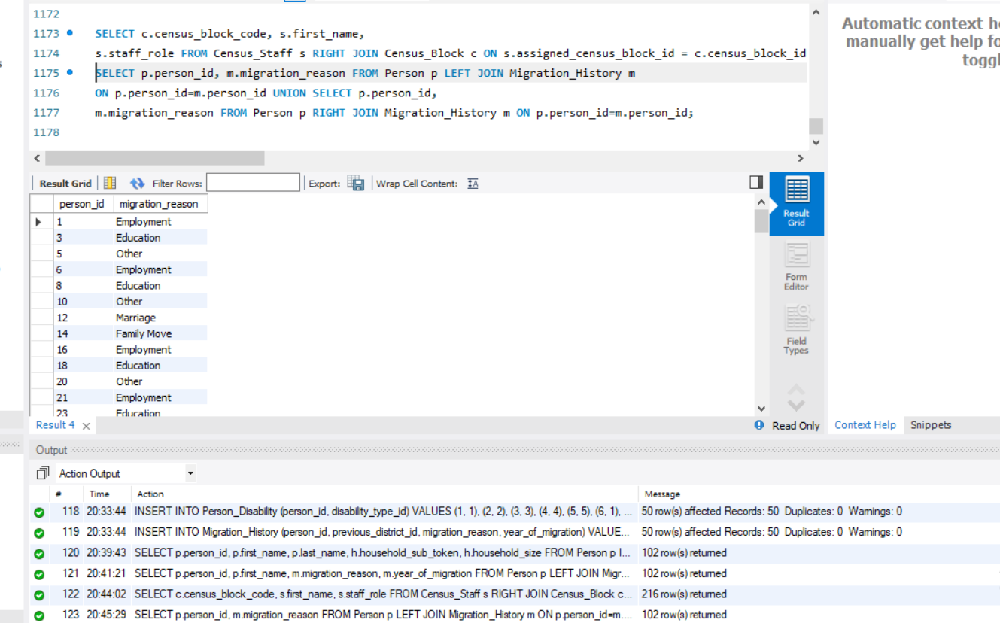 1172
1173 SELECT c.census_block_code, s.first_name,
Automatic context h
1174 s.staff_role FROM Census_Staff s RIGHT JOIN Census_Block c ON s.assigned_census_block_id = c.census_block_id
manually get help fo
toggl
1175 SELECT p.person_id, m.migration_reason FROM Person p LEFT JOIN Migration_History m
1176 ON p.person_id=m.person_id UNION SELECT p.person_id,
1177 m.migration_reason FROM Person p RIGHT JOIN Migration_History m ON p.person_id=m.person_id;
1178
Result Grid Filter Rows: Export: Wrap Cell Content: IA
person_id migration_reason
1 Employment
3 Education
5 Other
6 Employment
8 Education
10 Other
12 Marriage
14 Family Move
16 Employment
18 Education
20 Other
21 Employment
23 Education
Result
Grid
Form
Editor
Field
Types
Result 4
Read Only
Context Help Snippets
Output
Action Output
# Time Action Message
118 20:33:44 INSERT INTO Person_Disability (person_id, disability_type_id) VALUES (1, 1), (2, 2), (3, 3), (4, 4), (5, 5), (6, 1), ... 50 row(s) affected Records: 50 Duplicates: 0 Warnings: 0
119 20:33:44 INSERT INTO Migration_History (person_id, previous_district_id, migration_reason, year_of_migration) VALUE... 50 row(s) affected Records: 50 Duplicates: 0 Warnings: 0
120 20:39:43 SELECT p.person_id, p.first_name, p.last_name, h.household_sub_token, h.household_size FROM Person p I... 102 row(s) returned
121 20:41:21 SELECT p.person_id, p.first_name, m.migration_reason, m.year_of_migration FROM Person p LEFT JOIN Migr... 102 row(s) returned
122 20:44:02 SELECT c.census_block_code, s.first_name, s.staff_role FROM Census_Staff s RIGHT JOIN Census_Block c... 216 row(s) returned
123 20:45:29 SELECT p.person_id, m.migration_reason FROM Person p LEFT JOIN Migration_History m ON p.person_id=m.... 102 row(s) returned